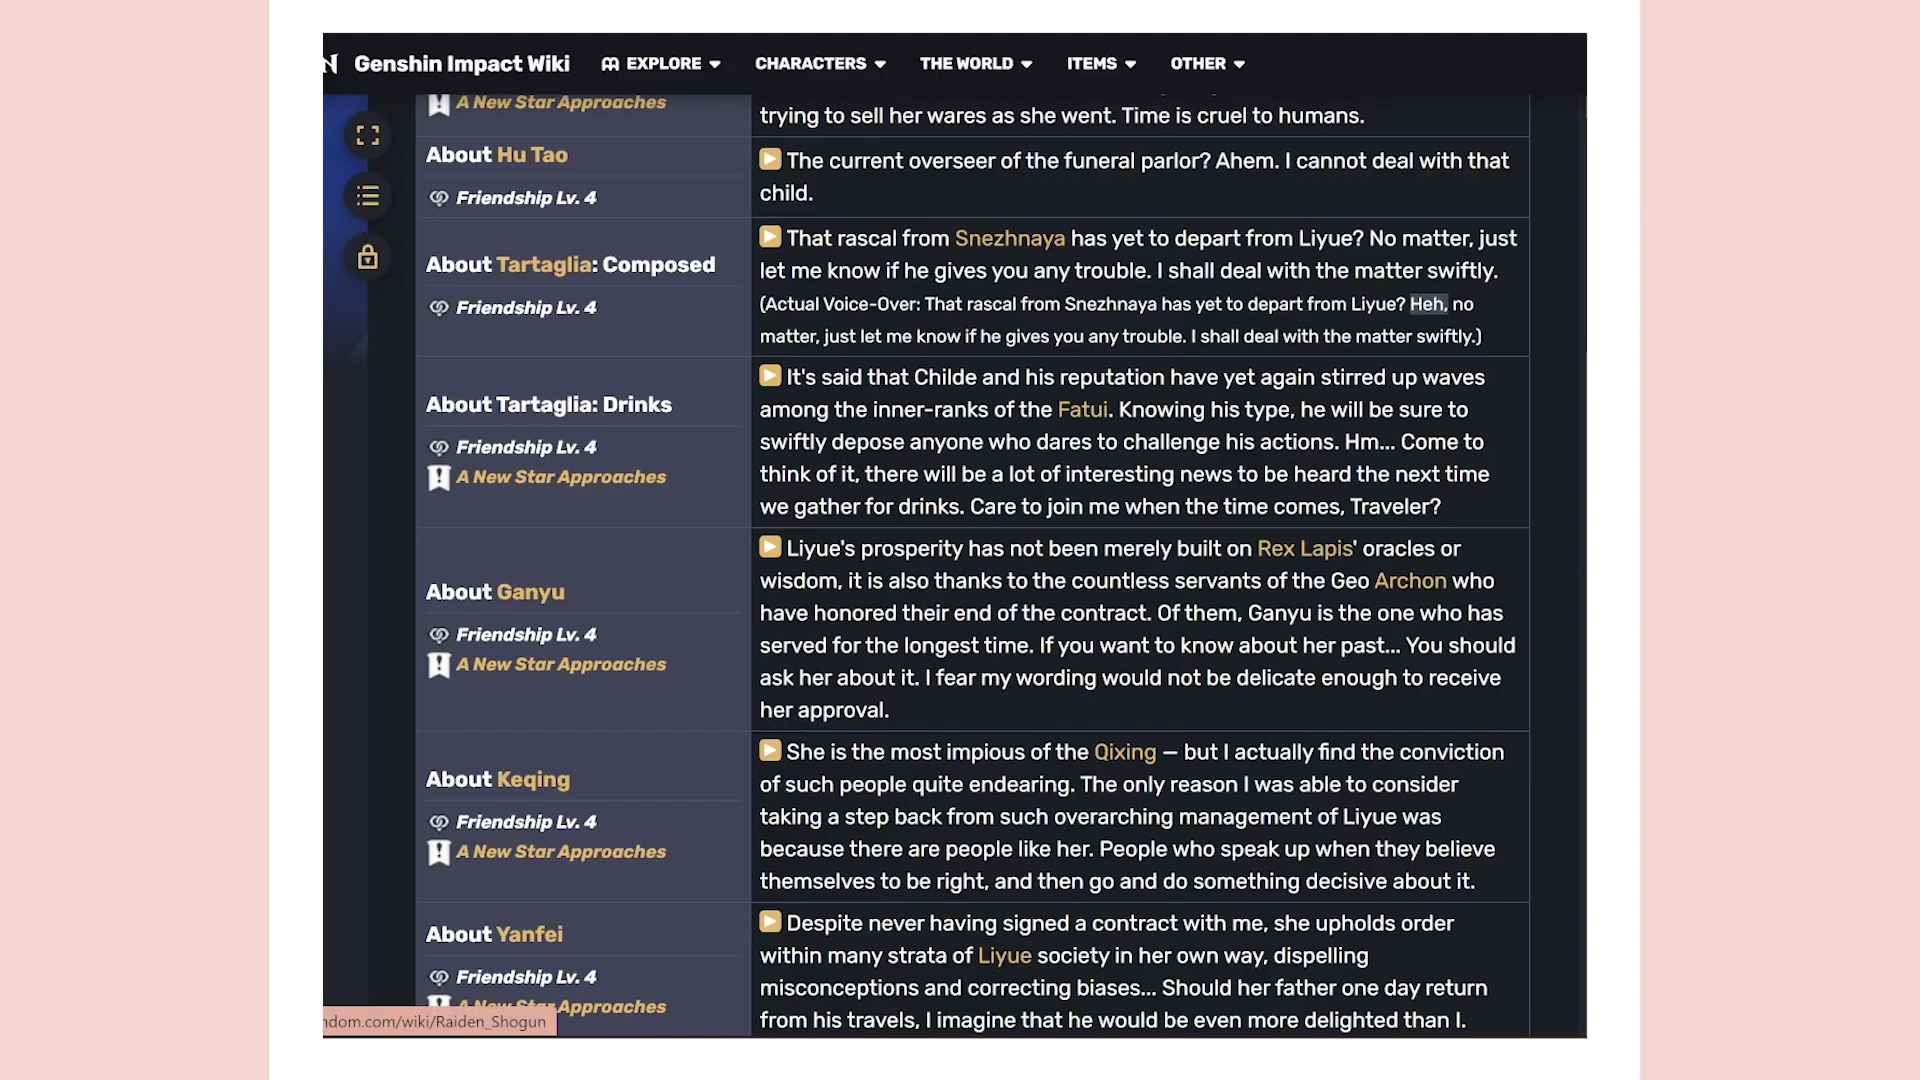 Genshin Impact Wiki EXPLORE CHARACTERS THE WORLD ITEMS OTHER
A New Star Approaches
trying to sell her wares as she went. Time is cruel to humans.
About Hu Tao
Friendship Lv. 4
The current overseer of the funeral parlor? Ahem. I cannot deal with that
child.
About Tartaglia: Composed
Friendship Lv. 4
That rascal from Snezhnaya has yet to depart from Liyue? No matter, just
let me know if he gives you any trouble. I shall deal with the matter swiftly.
(Actual Voice-Over: That rascal from Snezhnaya has yet to depart from Liyue? Heh, no
matter, just let me know if he gives you any trouble. I shall deal with the matter swiftly.)
About Tartaglia: Drinks
Friendship Lv. 4
A New Star Approaches
It's said that Childe and his reputation have yet again stirred up waves
among the inner-ranks of the Fatui. Knowing his type, he will be sure to
swiftly depose anyone who dares to challenge his actions. Hm... Come to
think of it, there will be a lot of interesting news to be heard the next time
we gather for drinks. Care to join me when the time comes, Traveler?
About Ganyu
Friendship Lv. 4
A New Star Approaches
Liyue's prosperity has not been merely built on Rex Lapis' oracles or
wisdom, it is also thanks to the countless servants of the Geo Archon who
have honored their end of the contract. Of them, Ganyu is the one who has
served for the longest time. If you want to know about her past... You should
ask her about it. I fear my wording would not be delicate enough to receive
her approval.
About Keqing
Friendship Lv. 4
A New Star Approaches
She is the most impious of the Qixing — but I actually find the conviction
of such people quite endearing. The only reason I was able to consider
taking a step back from such overarching management of Liyue was
because there are people like her. People who speak up when they believe
themselves to be right, and then go and do something decisive about it.
About Yanfei
Friendship Lv. 4
A New Star Approaches
Despite never having signed a contract with me, she upholds order
within many strata of Liyue society in her own way, dispelling
misconceptions and correcting biases... Should her father one day return
from his travels, I imagine that he would be even more delighted than I.
ndom.com/wiki/Raiden_Shogun